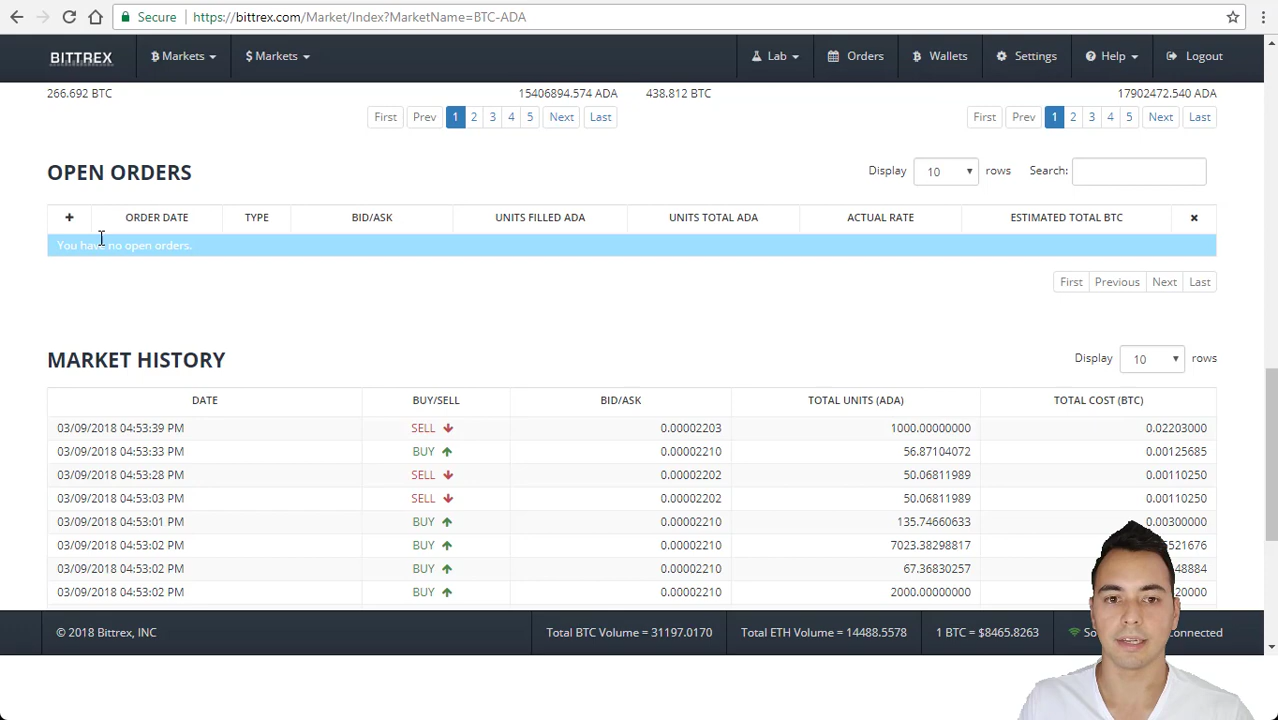 Secure https://bittrex.com/Market/Index?MarketName=BTC-ADA
BITTREX Markets $ Markets Lab Orders Wallets Settings Help Logout
266.692 BTC 15406894.574 ADA 438.812 BTC 17902472.540 ADA
First Prev 1 2 3 4 5 Next Last First Prev 1 2 3 4 5 Next Last
OPEN ORDERS Display 10 rows Search:
+ ORDER DATE TYPE BID/ASK UNITS FILLED ADA UNITS TOTAL ADA ACTUAL RATE ESTIMATED TOTAL BTC ×
You have no open orders.
First Previous Next Last
MARKET HISTORY Display 10 rows
DATE BUY/SELL BID/ASK TOTAL UNITS (ADA) TOTAL COST (BTC)
03/09/2018 04:53:39 PM SELL 0.00002203 1000.00000000 0.02203000
03/09/2018 04:53:33 PM BUY 0.00002210 56.87104072 0.00125685
03/09/2018 04:53:28 PM SELL 0.00002202 50.06811989 0.00110250
03/09/2018 04:53:03 PM SELL 0.00002202 50.06811989 0.00110250
03/09/2018 04:53:01 PM BUY 0.00002210 135.74660633 0.00300000
03/09/2018 04:53:02 PM BUY 0.00002210 7023.38298817 5521676
03/09/2018 04:53:02 PM BUY 0.00002210 67.36830257 48884
03/09/2018 04:53:02 PM BUY 0.00002210 2000.00000000 20000
© 2018 Bittrex, INC Total BTC Volume = 31197.0170 Total ETH Volume = 14488.5578 1 BTC = $8465.8263 So nnected